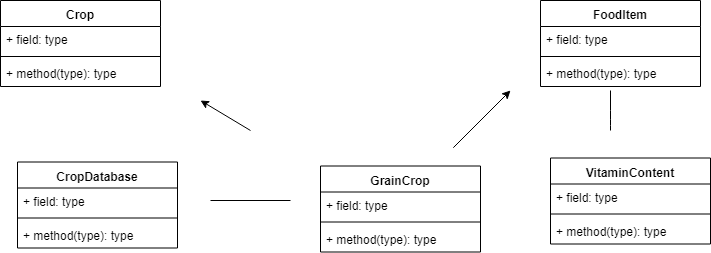 Crop
+ field: type
+ method(type): type
FoodItem
+ field: type
+ method(type): type
CropDatabase
+ field: type
+ method(type): type
GrainCrop
+ field: type
+ method(type): type
VitaminContent
+ field: type
+ method(type): type